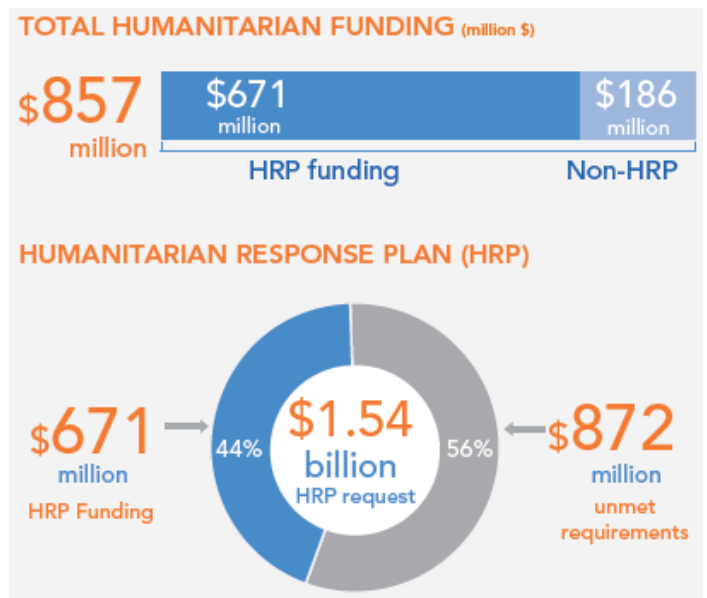 TOTAL HUMANITARIAN FUNDING (million $)
$857
million
$671
million
$186
million
HRP funding
Non-HRP
HUMANITARIAN RESPONSE PLAN (HRP)
$671
million
HRP Funding
44%
$1.54
billion
HRP request
56%
$872
million
unmet
requirements